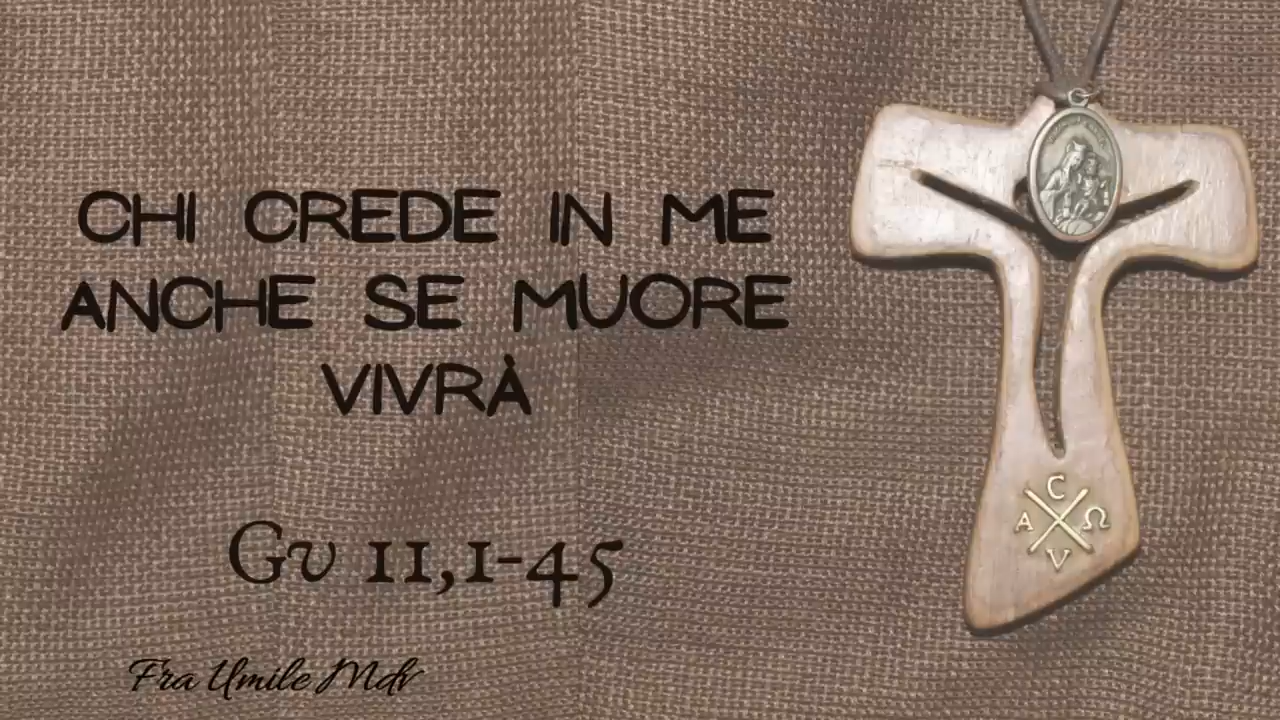 CHI CREDE IN ME
ANCHE SE MUORE
VIVRÀ
Gv 11,1-45
Fra Umile Mdv
C
A Ω
V